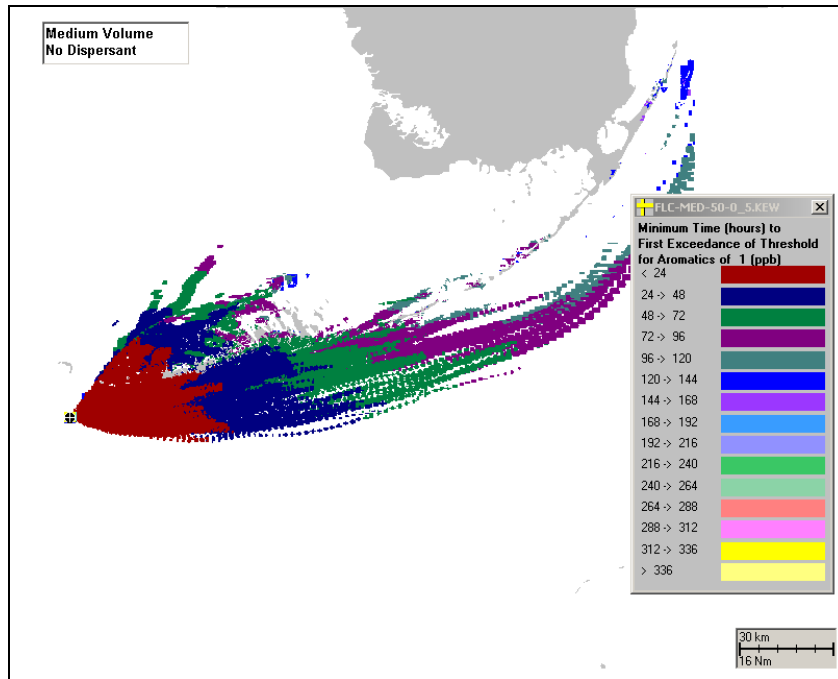 Medium Volume
No Dispersant
FLC-MED-50-0_5.KEW
Minimum Time (hours) to
First Exceedance of Threshold
for Aromatics of 1 (ppb)
< 24
24 -> 48
48 -> 72
72 -> 96
96 -> 120
120 -> 144
144 -> 168
168 -> 192
192 -> 216
216 -> 240
240 -> 264
264 -> 288
288 -> 312
312 -> 336
> 336
30 km
16 Nm